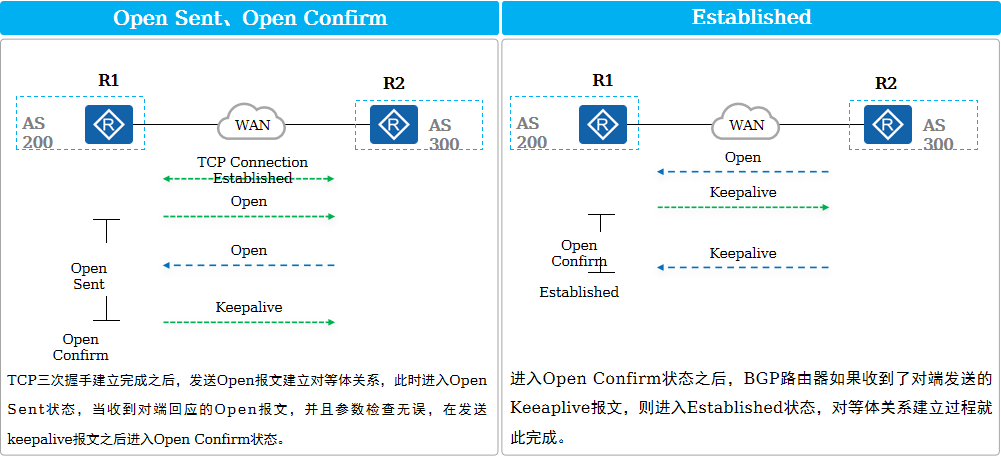 Open Sent、Open Confirm
R1
R2
AS
200
R
WAN
R
AS
300
TCP Connection
Established
Open
Open
Open
Sent
Keepalive
Open
Confirm
TCP三次握手建立完成之后，发送Open报文建立对等体关系，此时进入Open
Sent状态，当收到对端回应的Open报文，并且参数检查无误，在发送
keepalive报文之后进入Open Confirm状态。
Established
R1
R2
AS
200
R
WAN
R
AS
300
Open
Keepalive
Open
Confirm
Keepalive
Established
进入Open Confirm状态之后，BGP路由器如果收到了对端发送的
Keeaplive报文，则进入Established状态，对等体关系建立过程就
此完成。